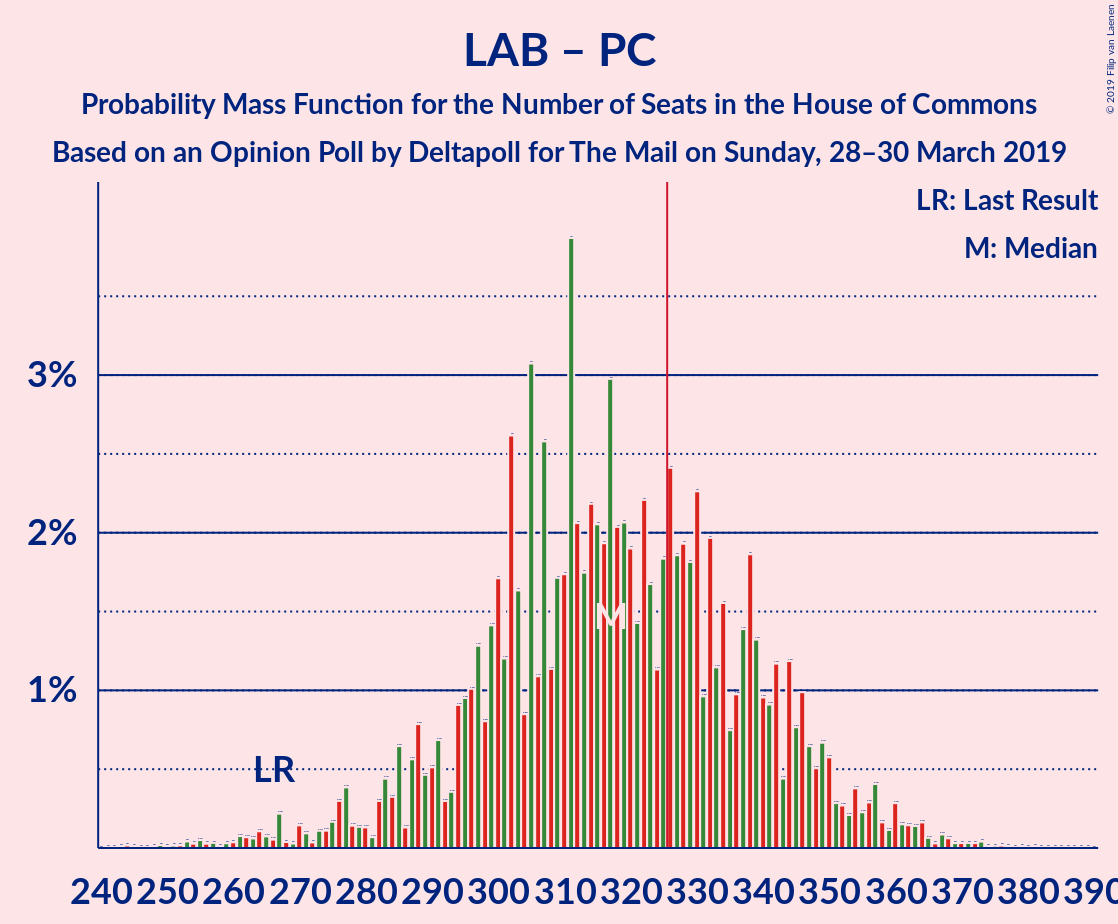 © 2019 Filip van Laenen
LAB – PC
Probability Mass Function for the Number of Seats in the House of Commons
Based on an Opinion Poll by Deltapoll for The Mail on Sunday, 28–30 March 2019
LR: Last Result
M: Median
3%
2%
M
1%
LR
240 250 260 270 280 290 300 310 320 330 340 350 360 370 380 390